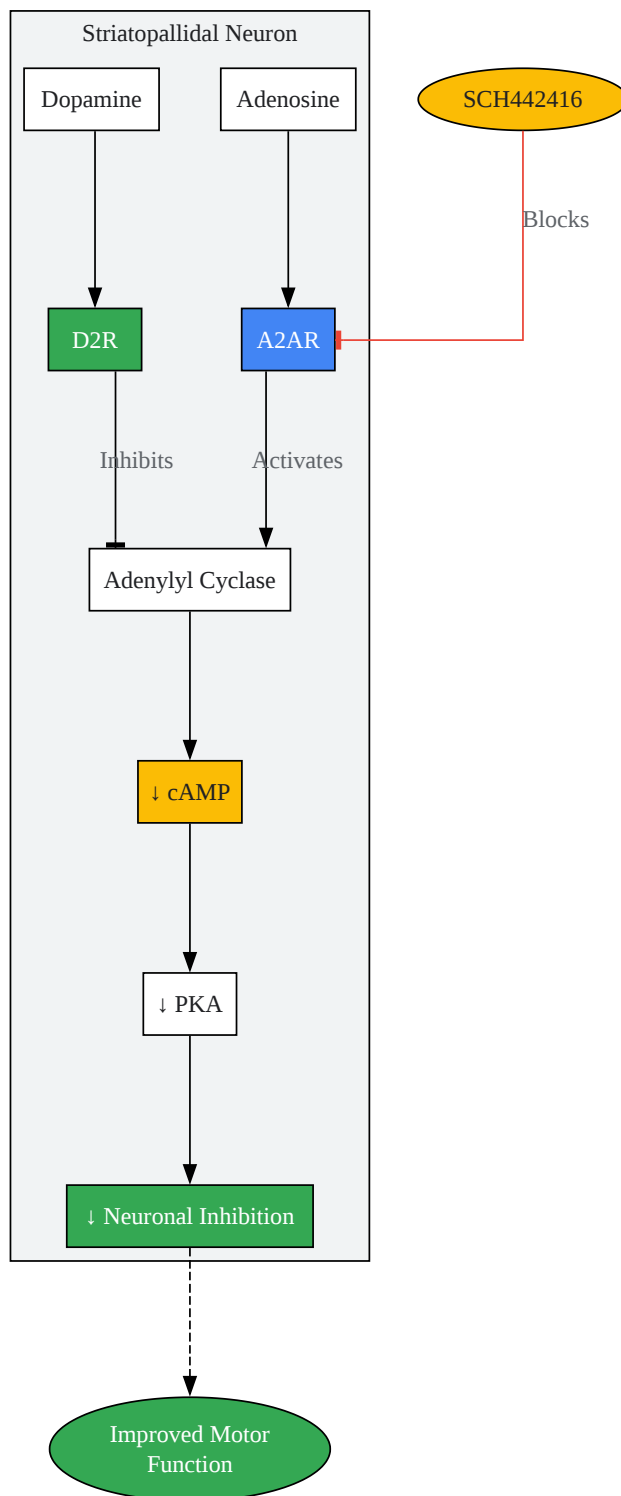 Striatopallidal Neuron
Dopamine
Adenosine
SCH442416
Blocks
D2R
A2AR
Inhibits
Activates
Adenylyl Cyclase
↓ cAMP
↓ PKA
↓ Neuronal Inhibition
Improved Motor
Function